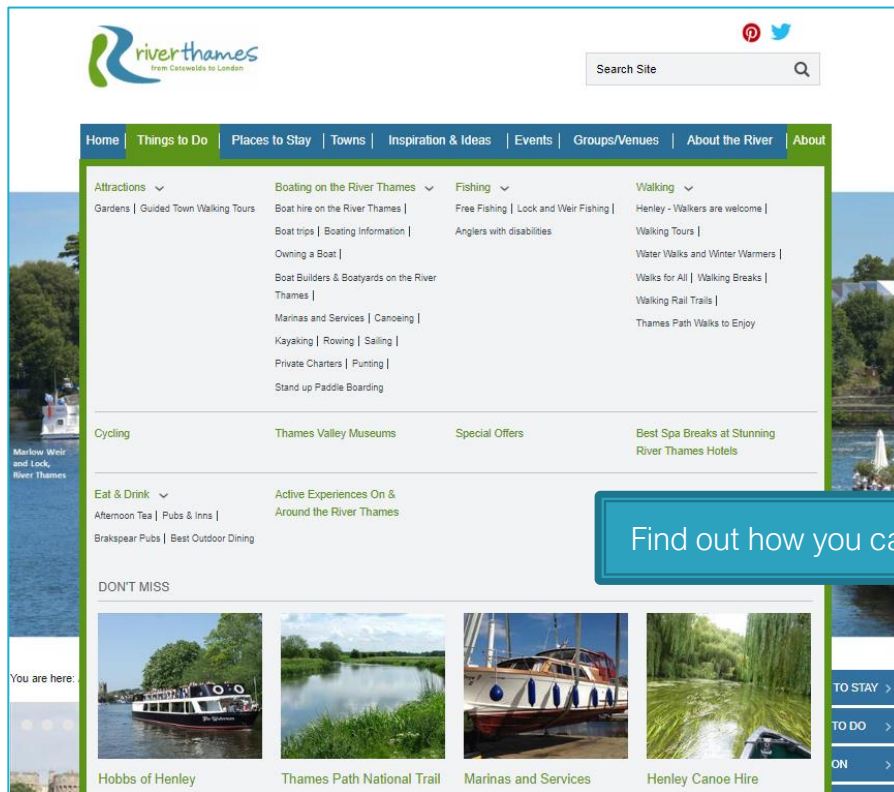 riverthames
from Cotswolds to London
Search Site
Home | Things to Do | Places to Stay | Towns | Inspiration & Ideas | Events | Groups/Venues | About the River | About
Attractions
Gardens | Guided Town Walking Tours
Boating on the River Thames
Boat hire on the River Thames |
Boat trips | Boating Information |
Owning a Boat |
Boat Builders & Boatyards on the River
Thames |
Marinas and Services | Canoeing |
Kayaking | Rowing | Sailing |
Private Charters | Punting |
Stand up Paddle Boarding
Fishing
Free Fishing | Lock and Weir Fishing |
Anglers with disabilities
Walking
Henley - Walkers are welcome |
Walking Tours |
Water Walks and Winter Warmers |
Walks for All | Walking Breaks |
Walking Rail Trails |
Thames Path Walks to Enjoy
Cycling
Thames Valley Museums
Special Offers
Best Spa Breaks at Stunning
River Thames Hotels
Marlow Weir
and Lock,
River Thames
Eat & Drink
Afternoon Tea | Pubs & Inns |
Brakspear Pubs | Best Outdoor Dining
Active Experiences On &
Around the River Thames
Find out how you ca
DON'T MISS
You are here:
TO STAY >
TO DO >
ON >
Hobbs of Henley
Thames Path National Trail
Marinas and Services
Henley Canoe Hire